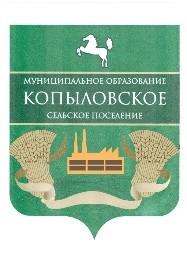 МУНИЦИПАЛЬНОЕ ОБРАЗОВАНИЕ
КОПЫЛОВСКОЕ
СЕЛЬСКОЕ ПОСЕЛЕНИЕ